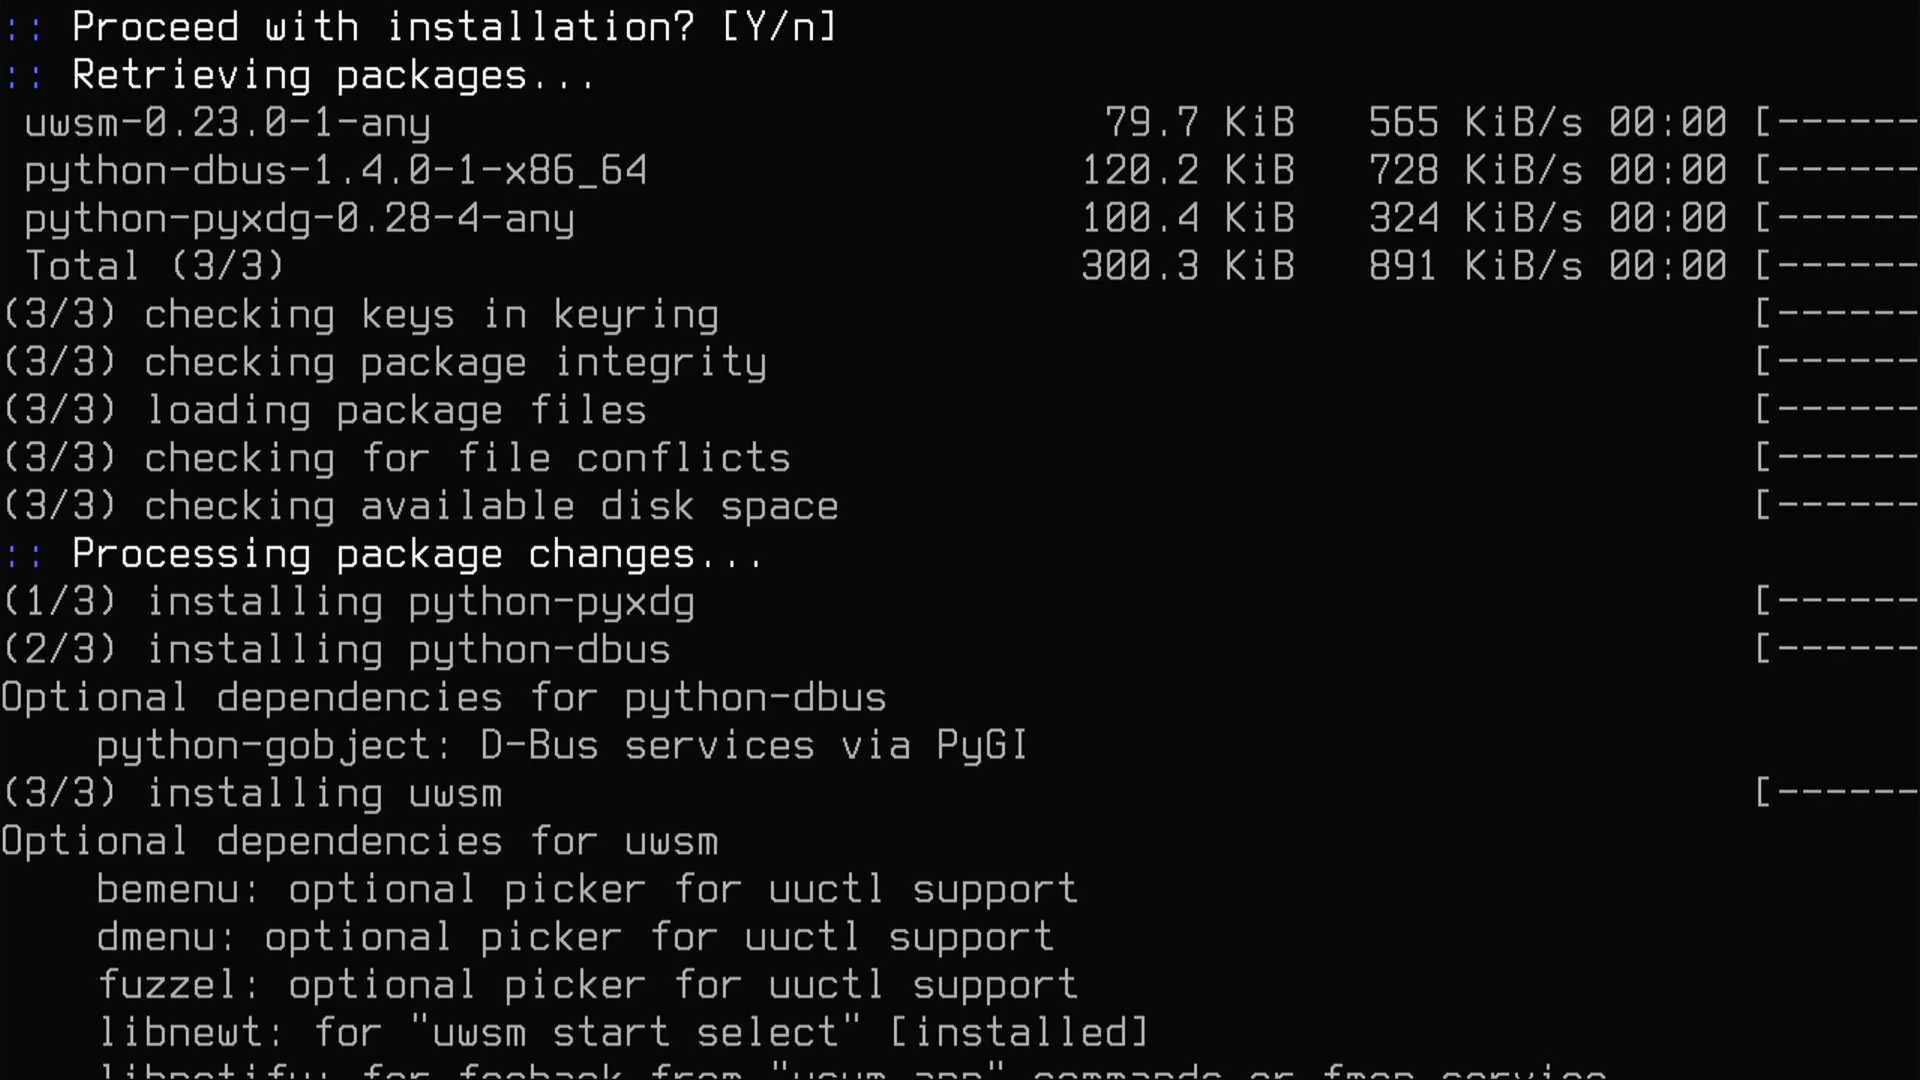 :: Proceed with installation? [Y/n]
:: Retrieving packages...
uwsm-0.23.0-1-any 79.7 KiB 565 KiB/s 00:00 [------
python-dbus-1.4.0-1-x86_64 120.2 KiB 728 KiB/s 00:00 [------
python-pyxdg-0.28-4-any 100.4 KiB 324 KiB/s 00:00 [------
Total (3/3) 300.3 KiB 891 KiB/s 00:00 [------
(3/3) checking keys in keyring [------
(3/3) checking package integrity [------
(3/3) loading package files [------
(3/3) checking for file conflicts [------
(3/3) checking available disk space [------
:: Processing package changes...
(1/3) installing python-pyxdg [------
(2/3) installing python-dbus [------
Optional dependencies for python-dbus
python-gobject: D-Bus services via PyGI
(3/3) installing uwsm [------
Optional dependencies for uwsm
bemenu: optional picker for uuctl support
dmenu: optional picker for uuctl support
fuzzel: optional picker for uuctl support
libnewt: for "uwsm start select" [installed]
libnotify: for from commands or service